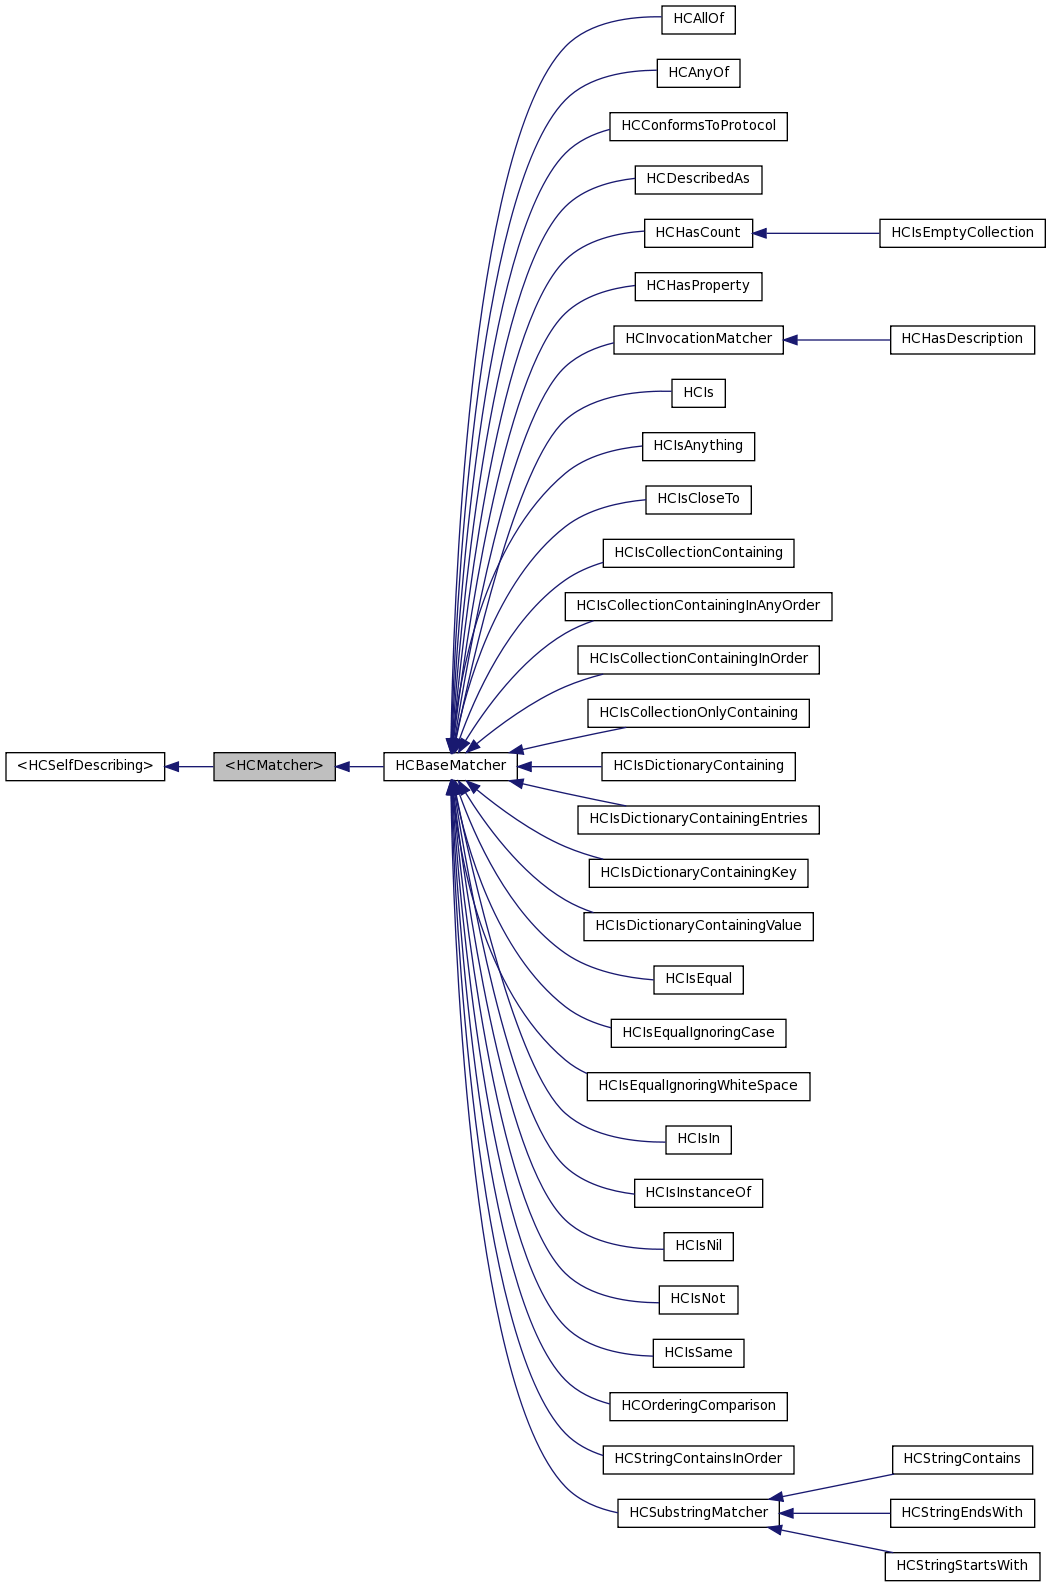 HCAllOf
HCAnyOf
HCConformsToProtocol
HCDescribedAs
HCHasCount
HCIsEmptyCollection
HCHasProperty
HCInvocationMatcher
HCHasDescription
HCIs
HCIsAnything
HCIsCloseTo
HCIsCollectionContaining
HCIsCollectionContainingInAnyOrder
HCIsCollectionContainingInOrder
HCIsCollectionOnlyContaining
<HCSelfDescribing>
<HCMatcher>
HCBaseMatcher
HCIsDictionaryContaining
HCIsDictionaryContainingEntries
HCIsDictionaryContainingKey
HCIsDictionaryContainingValue
HCIsEqual
HCIsEqualIgnoringCase
HCIsEqualIgnoringWhiteSpace
HCIsIn
HCIsInstanceOf
HCIsNil
HCIsNot
HCIsSame
HCOrderingComparison
HCStringContainsInOrder
HCStringContains
HCSubstringMatcher
HCStringEndsWith
HCStringStartsWith